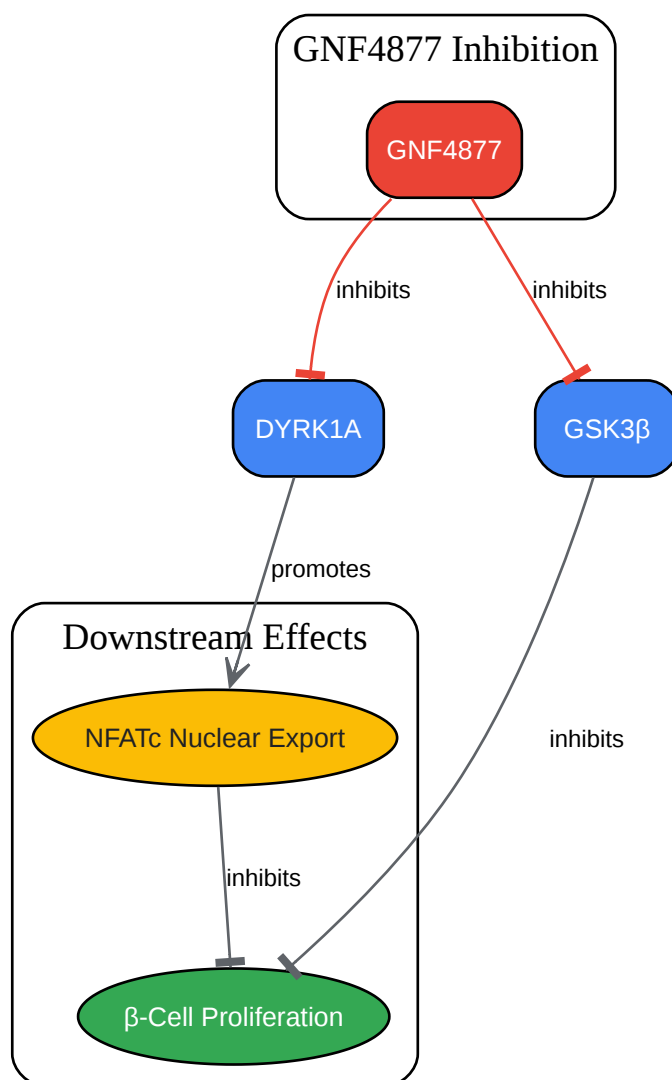 GNF4877 Inhibition
GNF4877
inhibits
inhibits
DYRK1A
GSK3β
promotes
Downstream Effects
NFATc Nuclear Export
inhibits
inhibits
β-Cell Proliferation